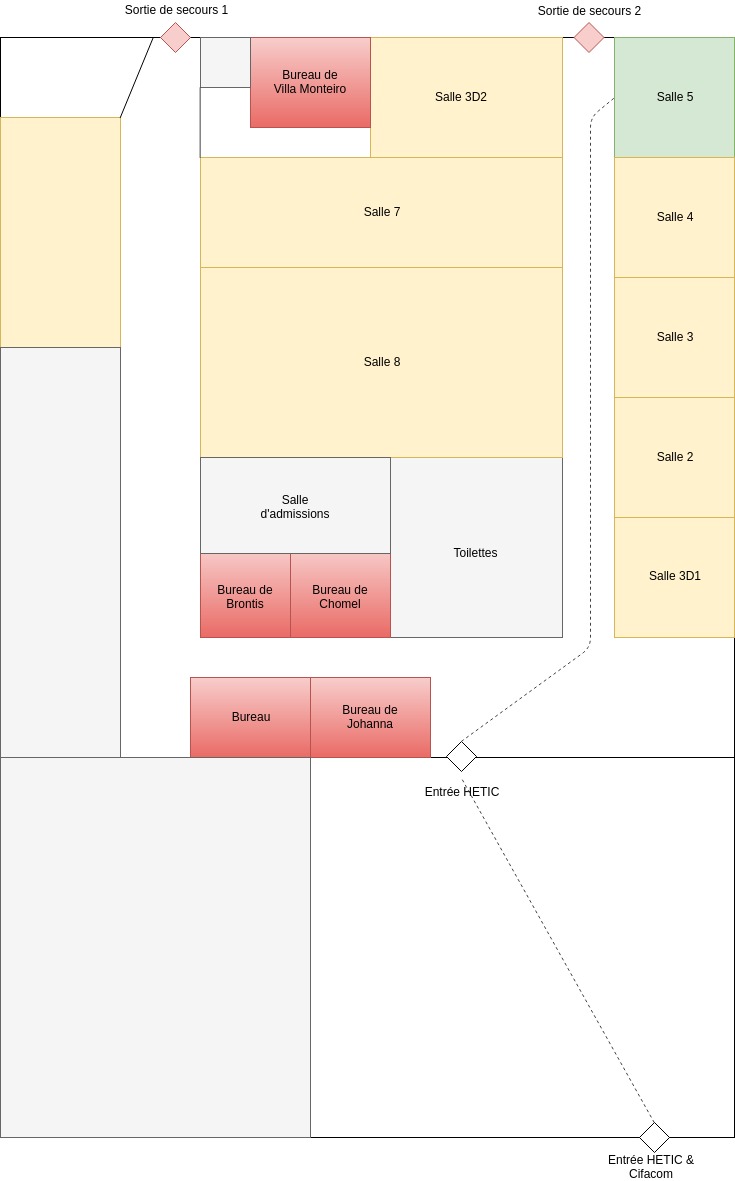 Sortie de secours 1
Sortie de secours 2
Bureau de
Villa Monteiro
Salle 3D2
Salle 5
Salle 7
Salle 4
Salle 3
Salle 8
Salle 2
Salle
d'admissions
Toilettes
Salle 3D1
Bureau de
Brontis
Bureau de
Chomel
Bureau
Bureau de
Johanna
Entrée HETIC
Entrée HETIC &
Cifacom